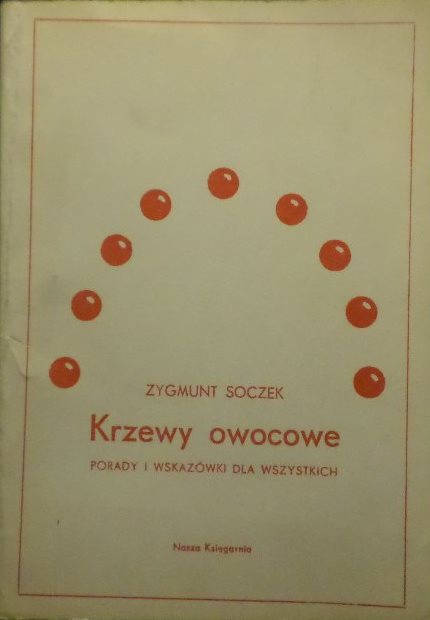 ZYGMUNT SOCZEK
Krzewy owocowe
PORADY I WSKAZÓWKI DLA WSZYSTKICH
Nasza Księgarnia